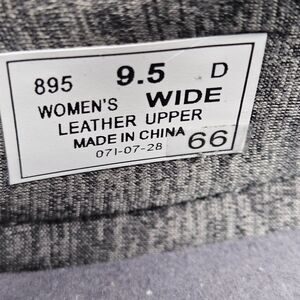 895 9.5 D
WOMEN'S WIDE
LEATHER UPPER
MADE IN CHINA
071-07-28 66